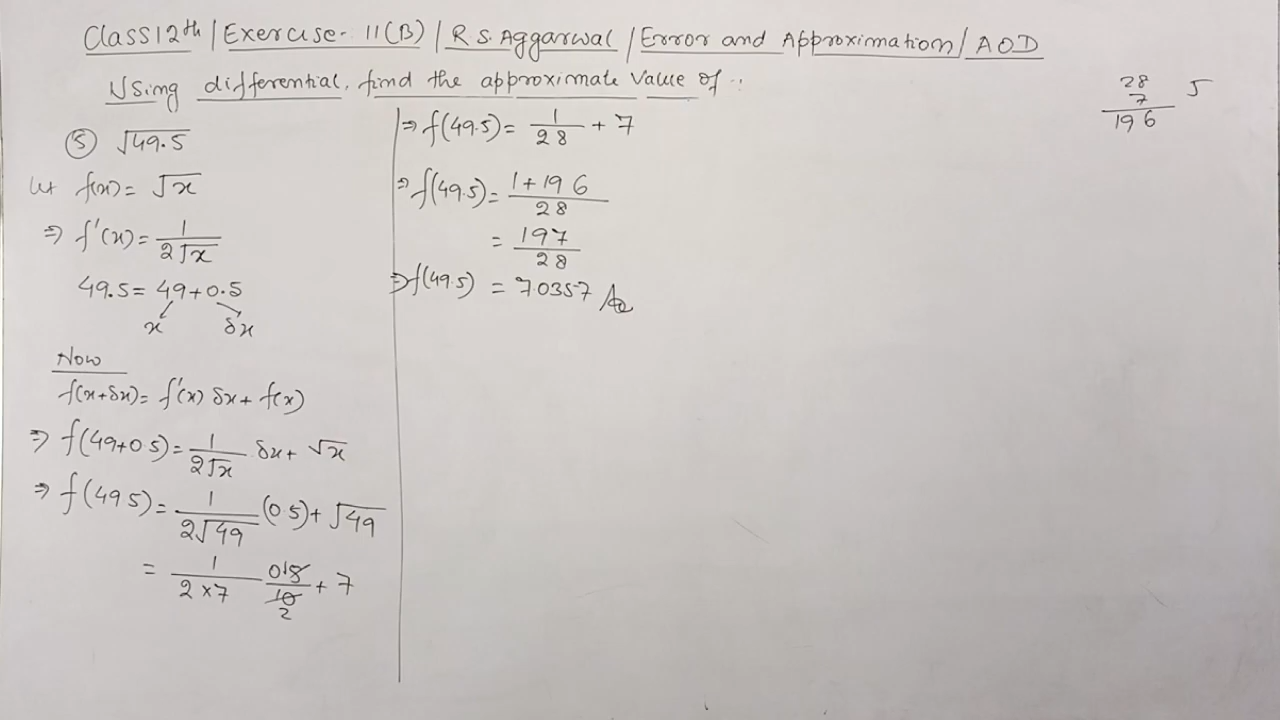 Class 12th / Exercise- 11(B) / R.S. Aggarwal / Error and Approximation / AOD
Using differential, find the approximate value of :
28
7
196
5
⑤ √49.5
let f(x) = √x
⇒ f'(x) = 1/2√x
49.5 = 49+0.5
x δx
Now
f(x+δx) = f'(x) δx + f(x)
⇒ f(49+0.5) = 1/2√x δx + √x
⇒ f(49.5) = 1/2√49 (0.5) + √49
= 1/2×7 05/10 2 + 7
⇒ f(49.5) = 1/28 + 7
⇒ f(49.5) = 1+196/28
= 197/28
⇒ f(49.5) = 7.0357